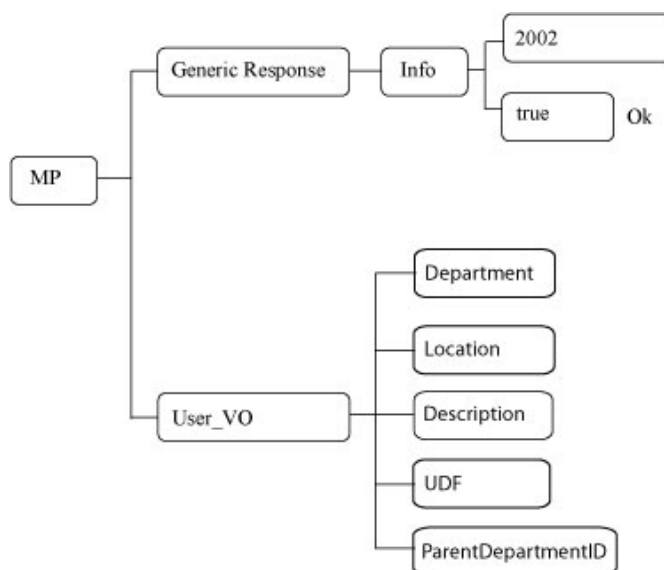 2002
Generic Response
Info
true
Ok
MP
Department
Location
User_VO
Description
UDF
ParentDepartmentID